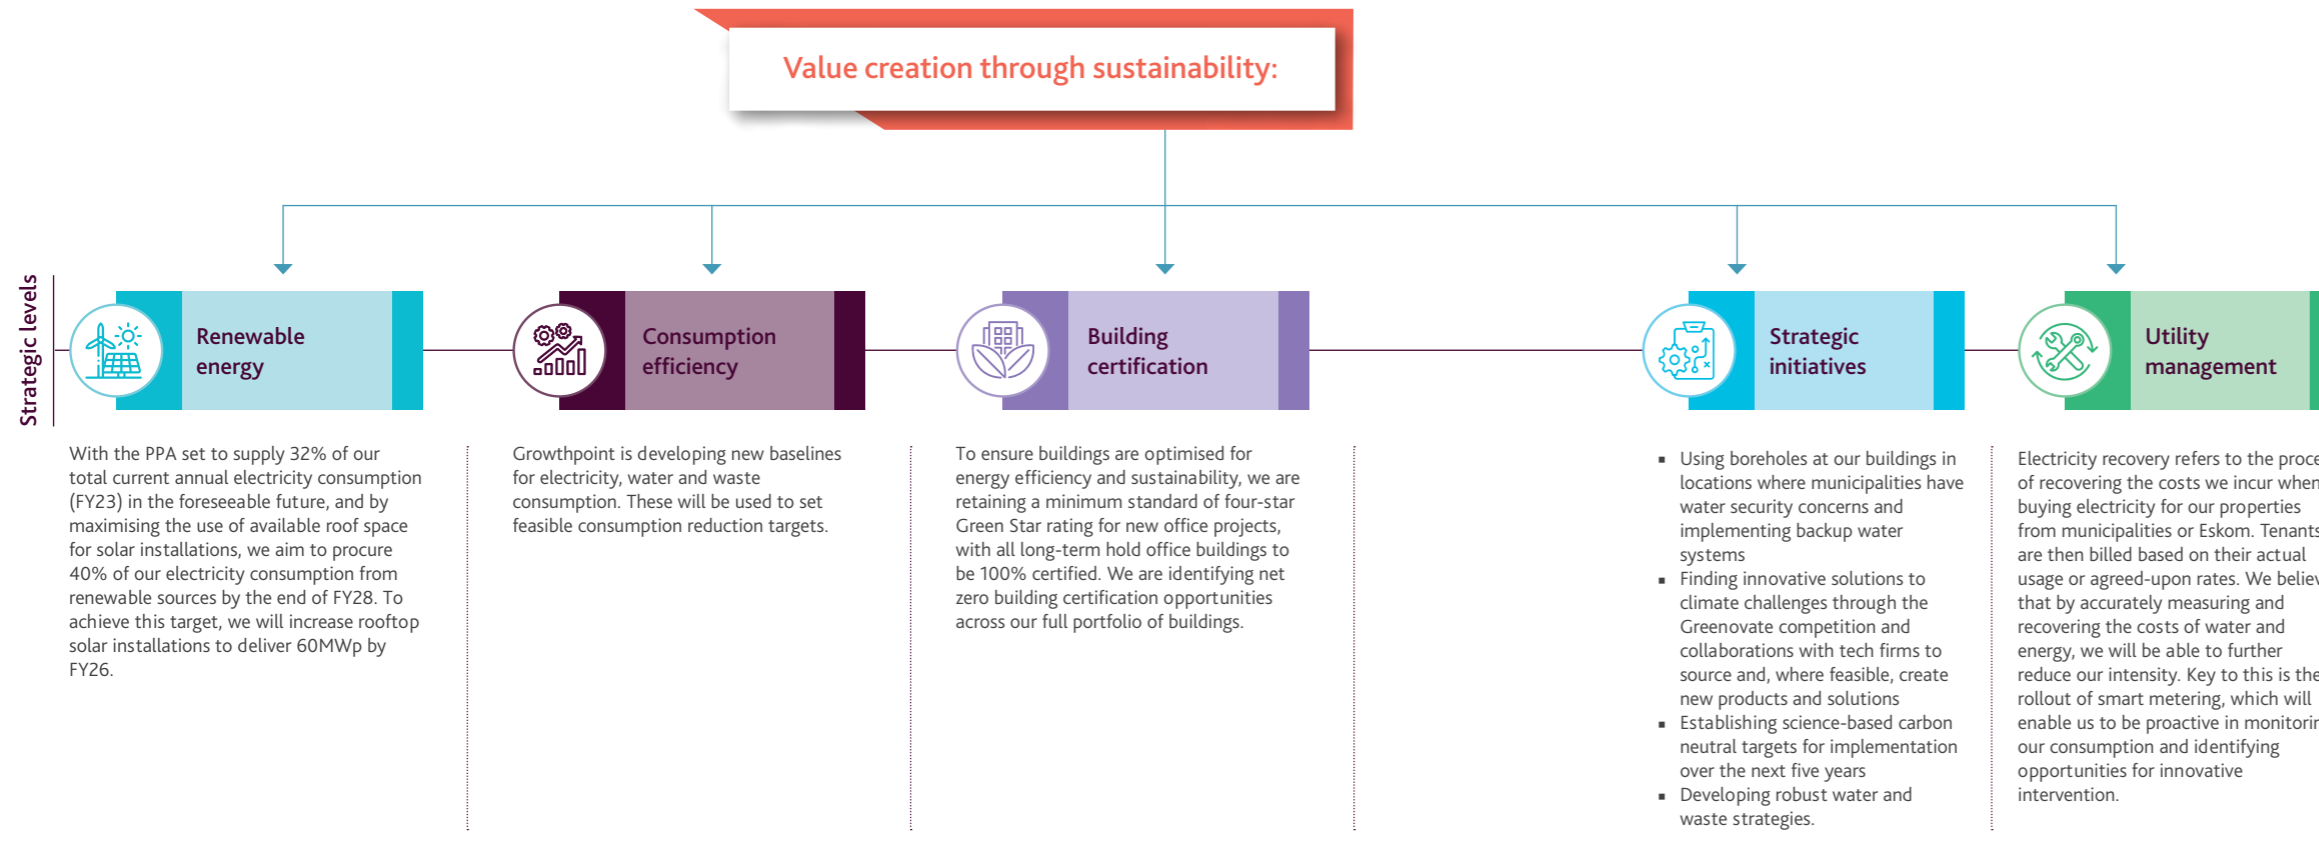 Value creation through sustainability:
Strategic levels
Renewable
energy
With the PPA set to supply 32% of our
total current annual electricity consumption
(FY23) in the foreseeable future, and by
maximising the use of available roof space
for solar installations, we aim to procure
40% of our electricity consumption from
renewable sources by the end of FY28. To
achieve this target, we will increase rooftop
solar installations to deliver 60MWp by
FY26.
Consumption
efficiency
Growthpoint is developing new baselines
for electricity, water and waste
consumption. These will be used to set
feasible consumption reduction targets.
Building
certification
To ensure buildings are optimised for
energy efficiency and sustainability, we are
retaining a minimum standard of four-star
Green Star rating for new office projects,
with all long-term hold office buildings to
be 100% certified. We are identifying net
zero building certification opportunities
across our full portfolio of buildings.
Strategic
initiatives
▪ Using boreholes at our buildings in
locations where municipalities have
water security concerns and
implementing backup water
systems
▪ Finding innovative solutions to
climate challenges through the
Greenovate competition and
collaborations with tech firms to
source and, where feasible, create
new products and solutions
▪ Establishing science-based carbon
neutral targets for implementation
over the next five years
▪ Developing robust water and
waste strategies.
Utility
management
Electricity recovery refers to the
of recovering the costs we incur when
buying electricity for our properties
from municipalities or Eskom. Tenants
are then billed based on their actual
usage or agreed-upon rates. We
that by accurately measuring and
recovering the costs of water and
energy, we will be able to further
reduce our intensity. Key to this is the
rollout of smart metering, which will
enable us to be proactive in
our consumption and identifying
opportunities for innovative
intervention.